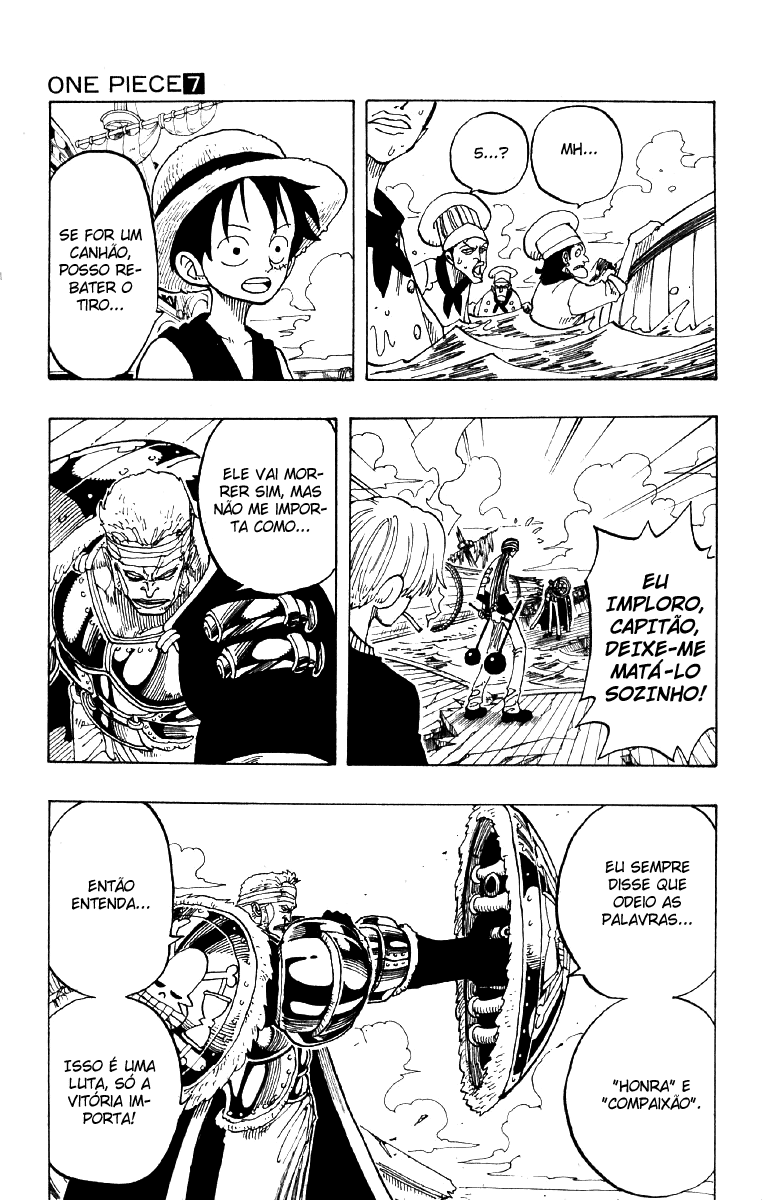 ONE PIECE 7
MH...
5...?
SE FOR UM
CANHÃO,
POSSO RE-
BATER O
TIRO...
EU
IMPLORO,
CAPITÃO,
DEIXE-ME
MATÁ-LO
SOZINHO!
ELE VAI MOR-
RER SIM, MAS
NÃO ME IMPOR-
TA COMO...
EU SEMPRE
DISSE QUE
ODEIO AS
PALAVRAS...
"HONRA" E
"COMPAIXÃO".
ENTÃO
ENTENDA...
ISSO É UMA
LUTA, SÓ A
VITÓRIA IM-
PORTA!